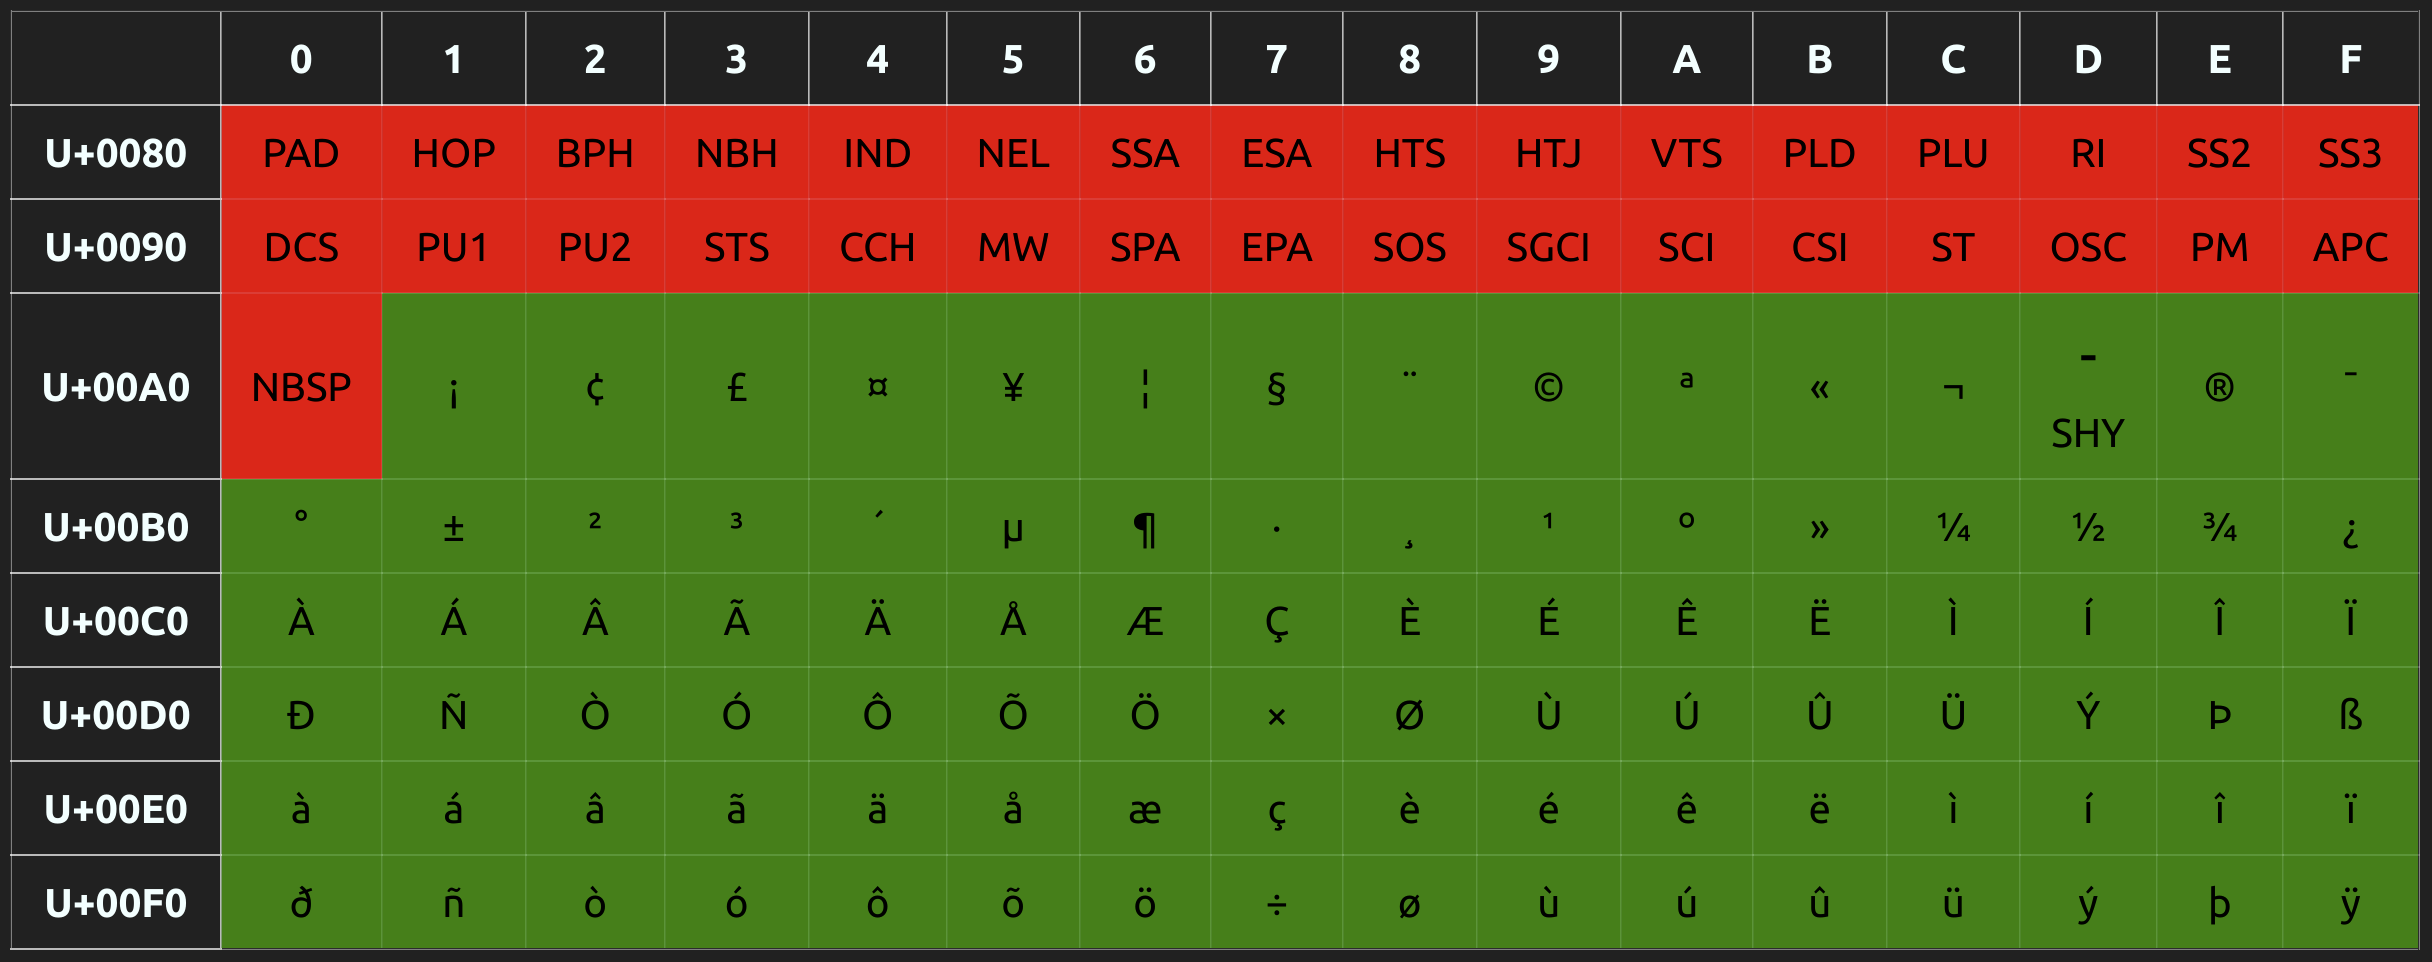 0 1 2 3 4 5 6 7 8 9 A B C D E F
U+0080 PAD HOP BPH NBH IND NEL SSA ESA HTS HTJ VTS PLD PLU RI SS2 SS3
U+0090 DCS PU1 PU2 STS CCH MW SPA EPA SOS SGCI SCI CSI ST OSC PM APC
U+00A0 NBSP ¡ ¢ £ ¤ ¥ ¦ § ¨ © ª « ¬ - SHY ® ¯
U+00B0 ° ± ² ³ ´ µ ¶ · ¸ ¹ º » ¼ ½ ¾ ¿
U+00C0 À Á Â Ã Ä Å Æ Ç È É Ê Ë Ì Í Î Ï
U+00D0 Ð Ñ Ò Ó Ô Õ Ö × Ø Ù Ú Û Ü Ý Þ ß
U+00E0 à á â ã ä å æ ç è é ê ë ì í î ï
U+00F0 ð ñ ò ó ô õ ö ÷ ø ù ú û ü ý þ ÿ